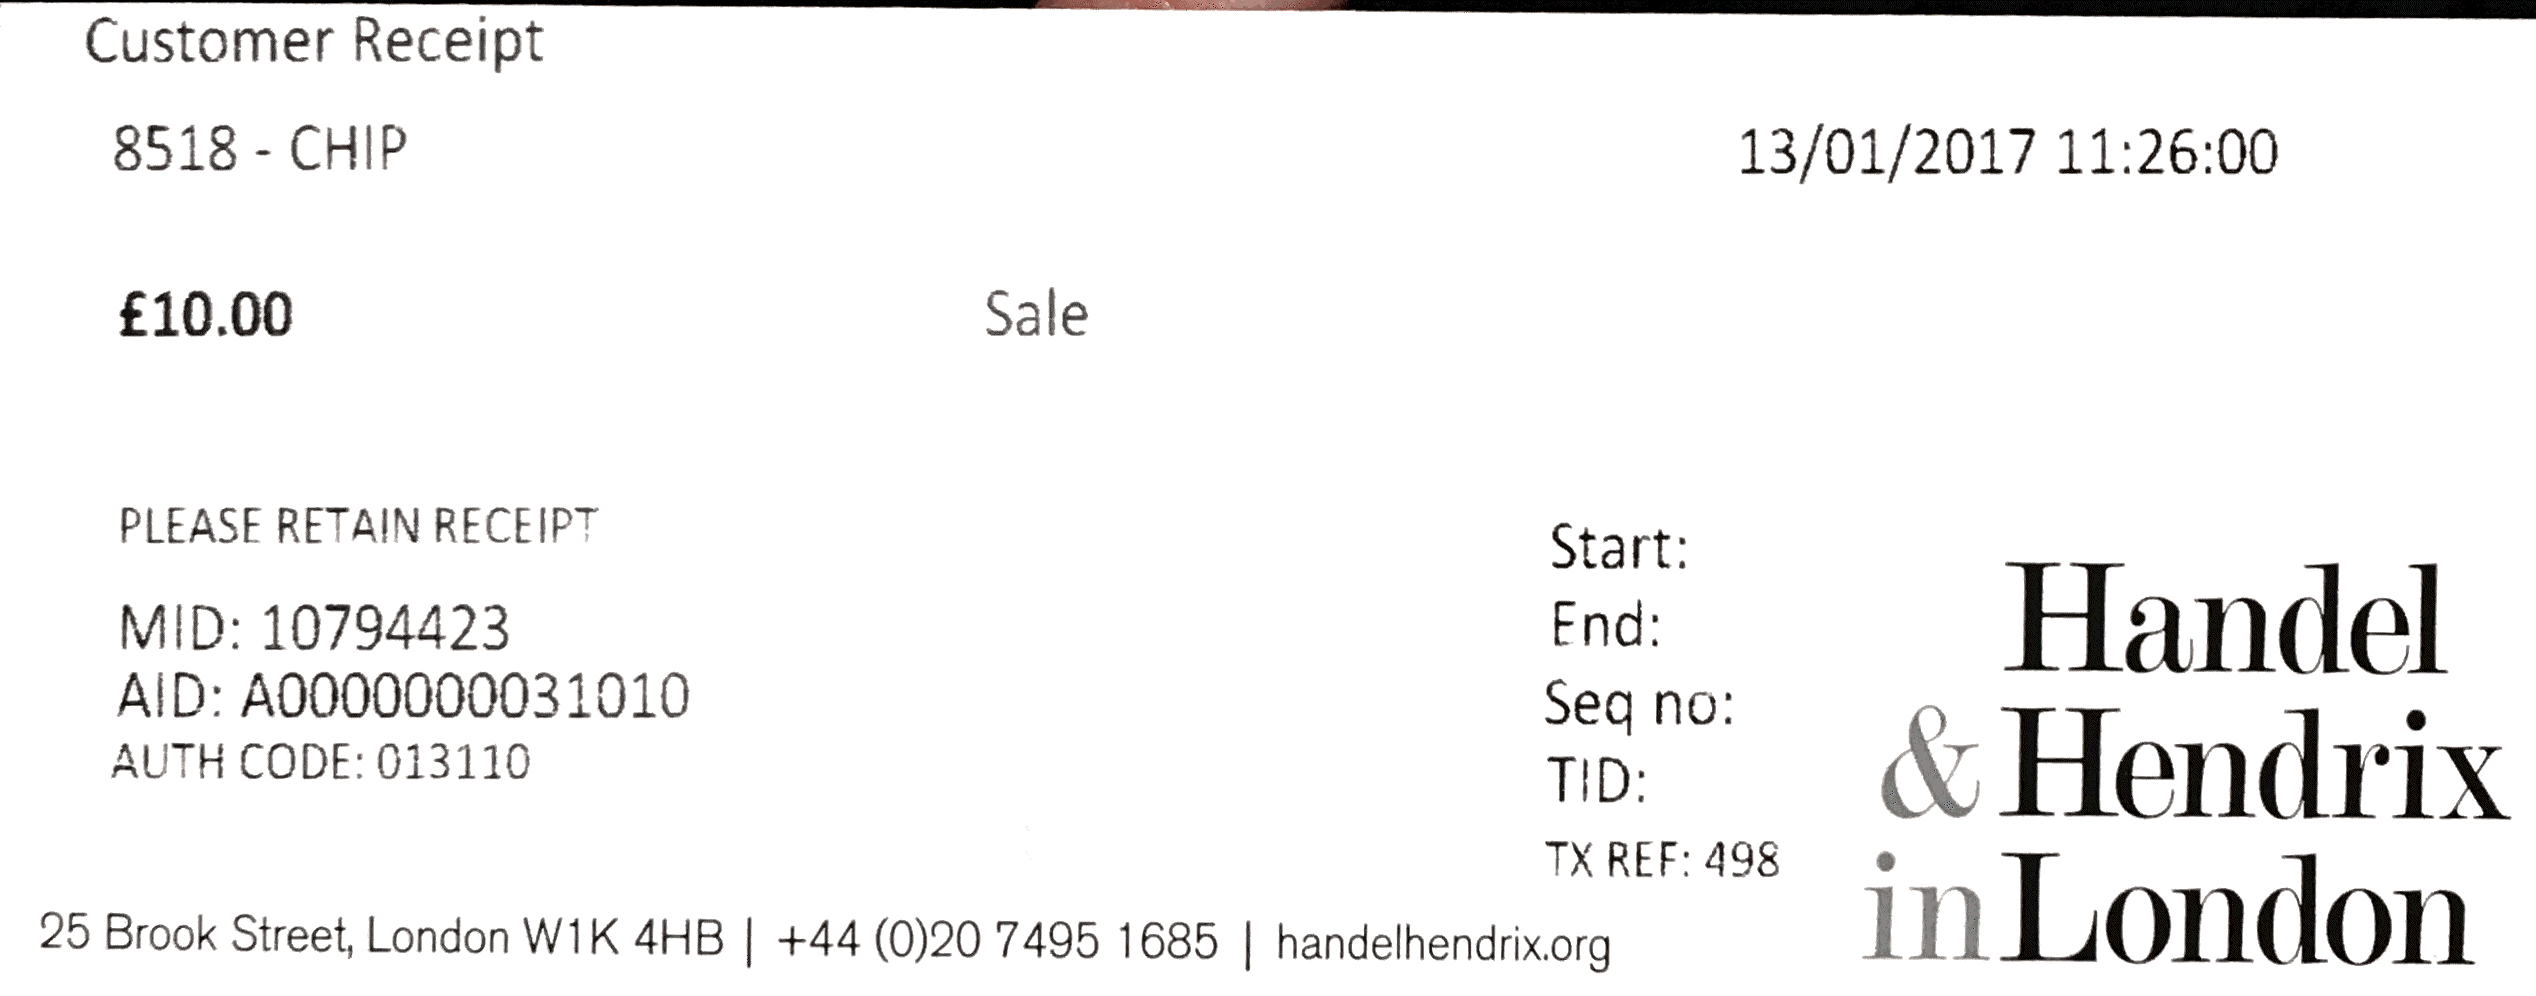 Customer Receipt
8518 - CHIP 13/01/2017 11:26:00
£10.00 Sale
PLEASE RETAIN RECEIPT
MID: 10794423
AID: A0000000031010
AUTH CODE: 013110
Start:
End:
Seq no:
TID:
TX REF: 498
Handel
& Hendrix
in London
25 Brook Street, London W1K 4HB | +44 (0)20 7495 1685 | handelhendrix.org